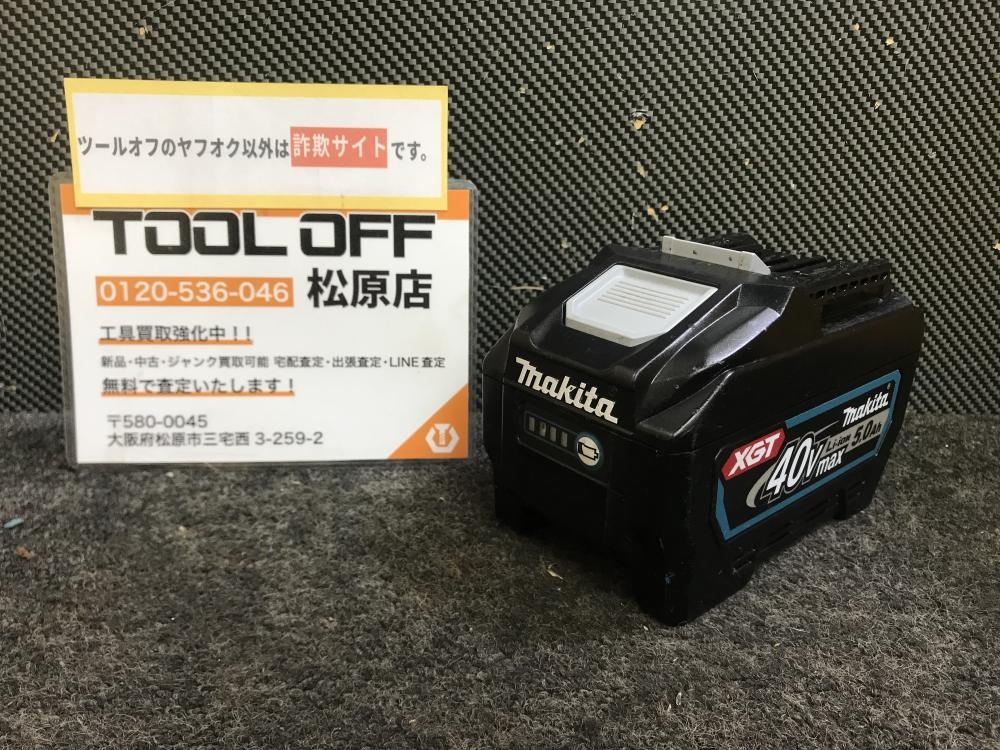 ツールオフのヤフオク以外は詐欺サイトです。
TOOL OFF
0120-536-046 松原店
工具買取強化中！！
新品・中古・ジャンク買取可能 宅配査定・出張査定・LINE査定
無料で査定いたします！
〒580-0045
大阪府松原市三宅西 3-259-2
makita
makita
XGT 40Vmax Li-ion 5.0Ah